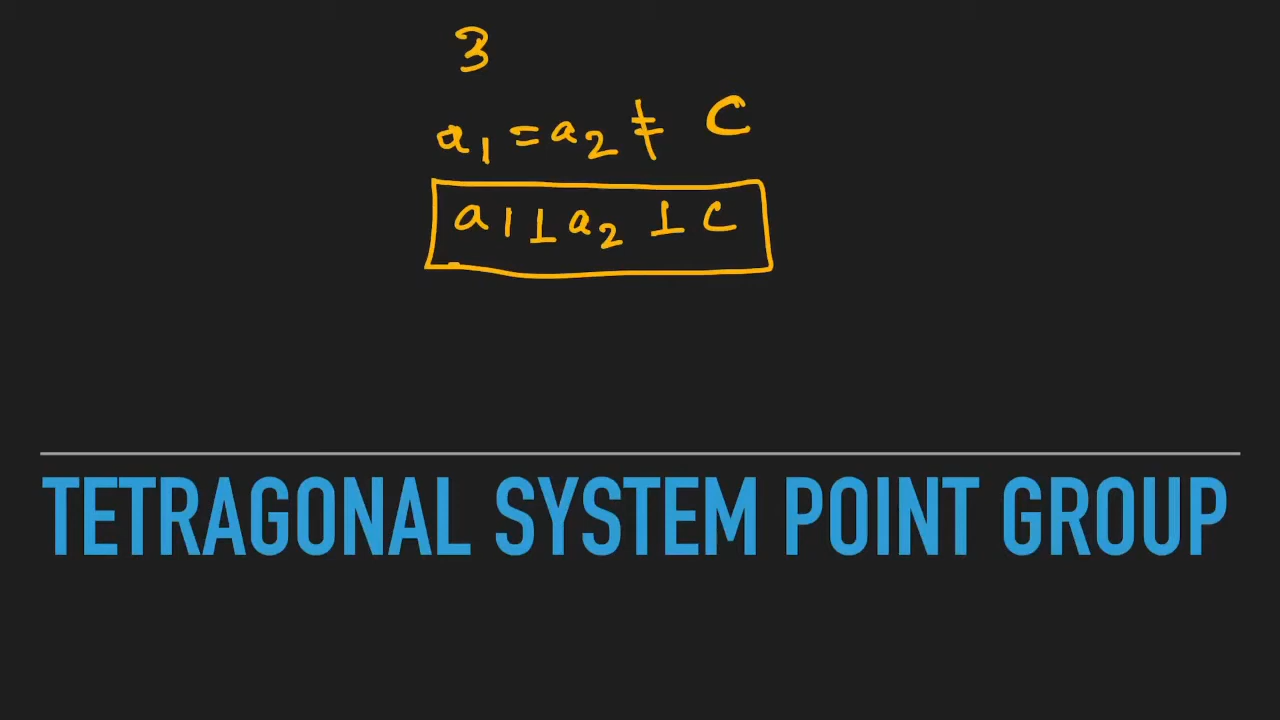 3
a1 = a2 ≠ C
a1 ⊥ a2 ⊥ C
TETRAGONAL SYSTEM POINT GROUP